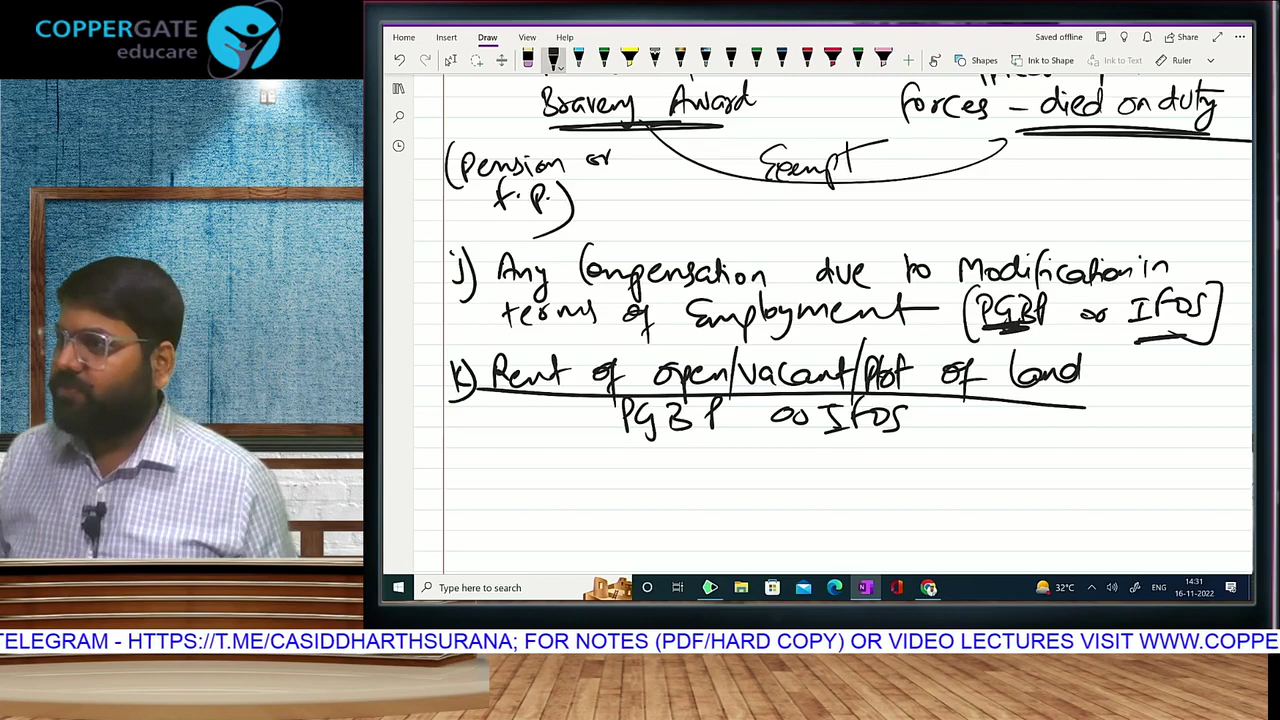 COPPERGATE
educare
Home Insert Draw View Help
Saved offline
Share
Shapes Ink to Shape Ink to Text Ruler
Bravery Award
forces - died on duty
(Pension or
f.p.)
Exempt
j) Any Compensation due to Modification in
terms of Employment (PGBP or IFOS)
k) Rent of open/vacant/plot of land
PGBP or IFOS
Type here to search
32°C
ENG
14:31
16-11-2022
TELEGRAM - HTTPS://T.ME/CASIDDHARTHSURANA; FOR NOTES (PDF/HARD COPY) OR VIDEO LECTURES VISIT WWW.COPPE